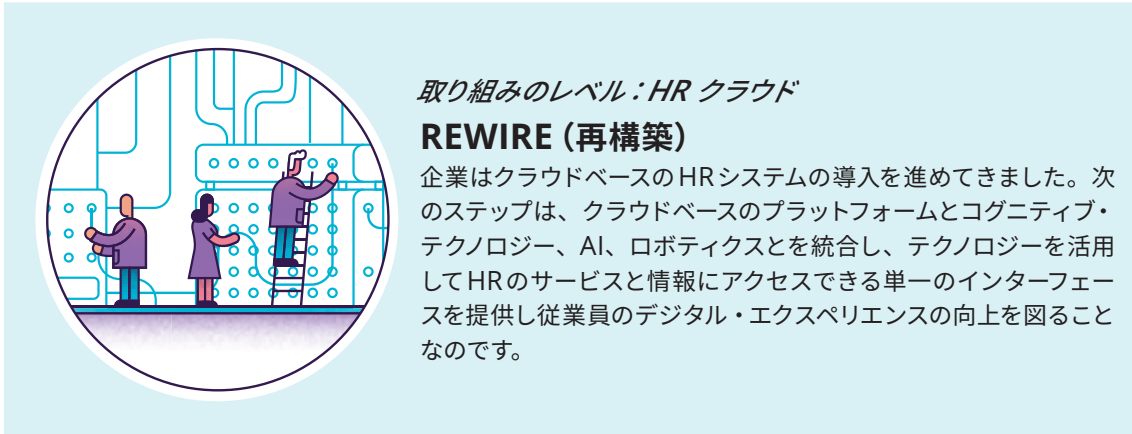 取り組みのレベル：HR クラウド
REWIRE（再構築）
企業はクラウドベースのHRシステムの導入を進めてきました。次
のステップは、クラウドベースのプラットフォームとコグニティブ・
テクノロジー、AI、ロボティクスとを統合し、テクノロジーを活用
してHRのサービスと情報にアクセスできる単一のインターフェー
スを提供し従業員のデジタル・エクスペリエンスの向上を図ること
なのです。